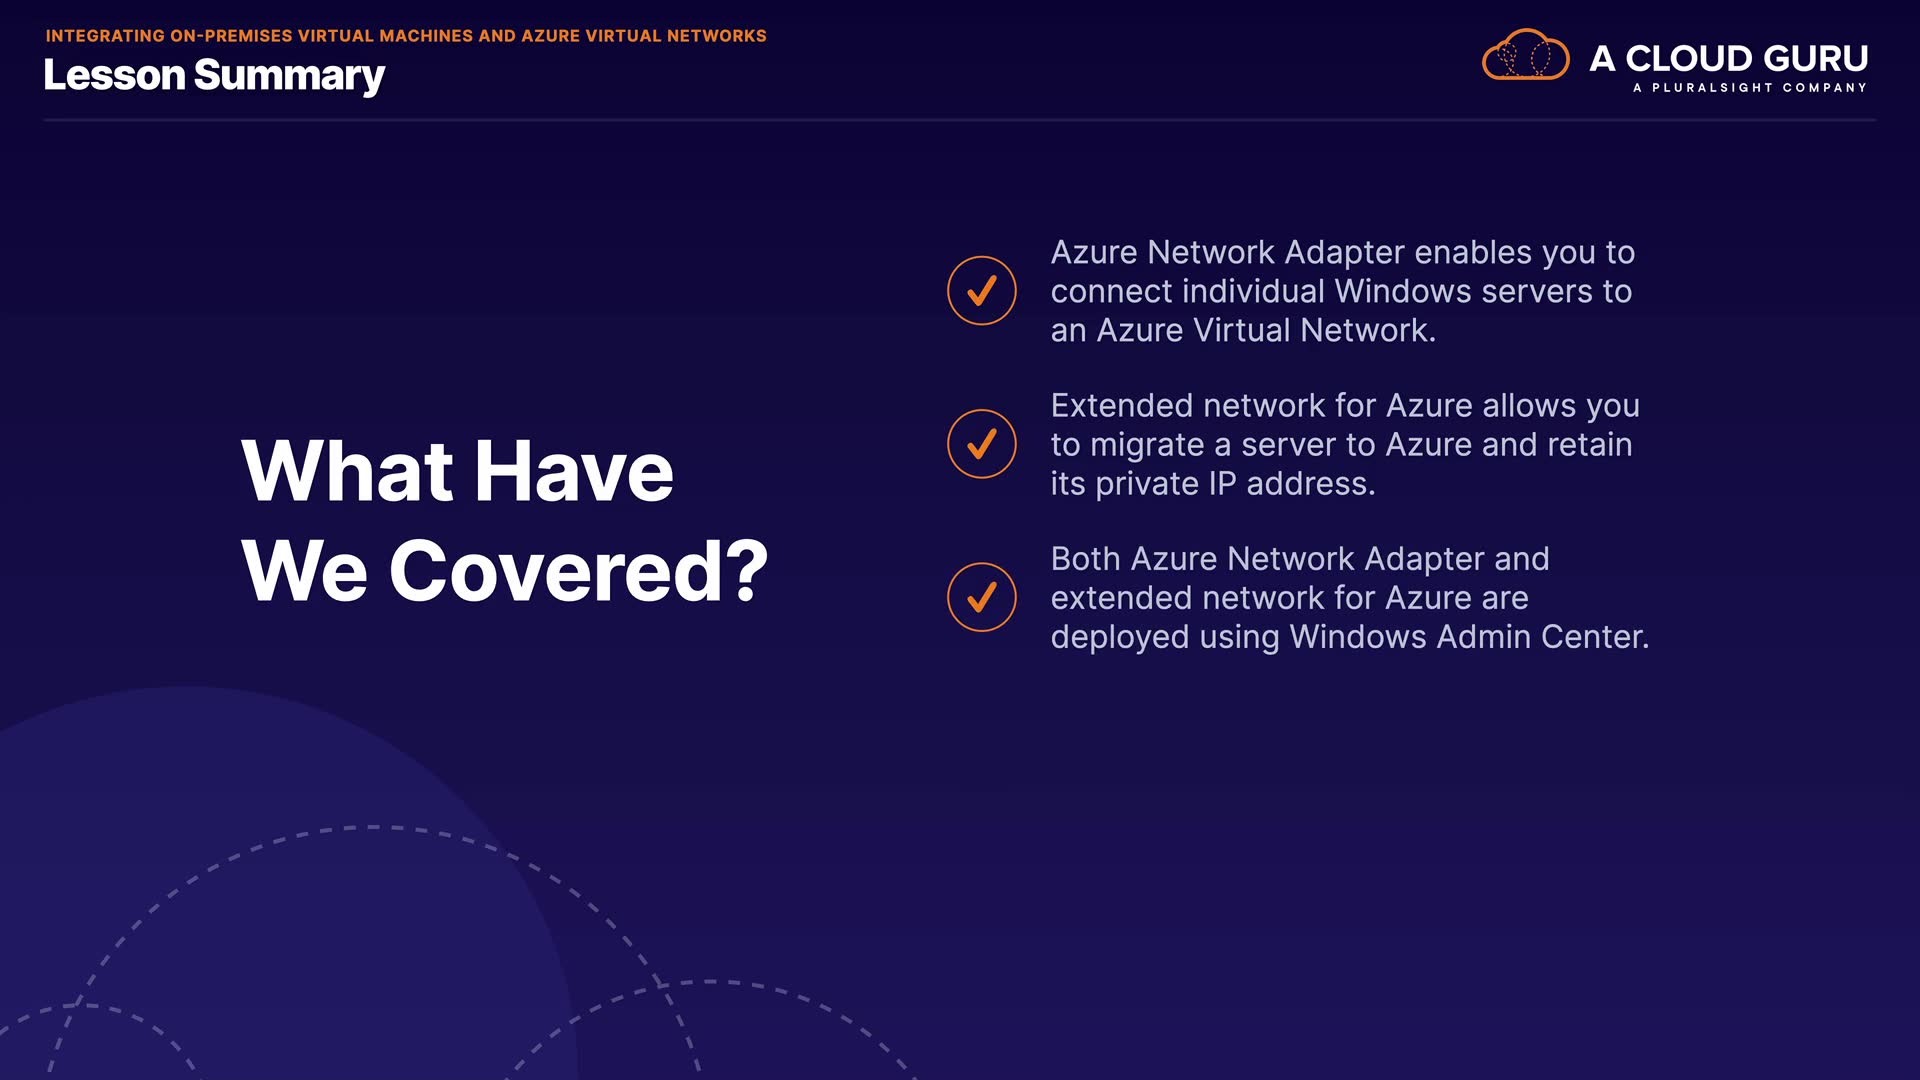 INTEGRATING ON-PREMISES VIRTUAL MACHINES AND AZURE VIRTUAL NETWORKS
Lesson Summary
A CLOUD GURU
A PLURALSIGHT COMPANY
What Have
We Covered?
Azure Network Adapter enables you to
connect individual Windows servers to
an Azure Virtual Network.
Extended network for Azure allows you
to migrate a server to Azure and retain
its private IP address.
Both Azure Network Adapter and
extended network for Azure are
deployed using Windows Admin Center.